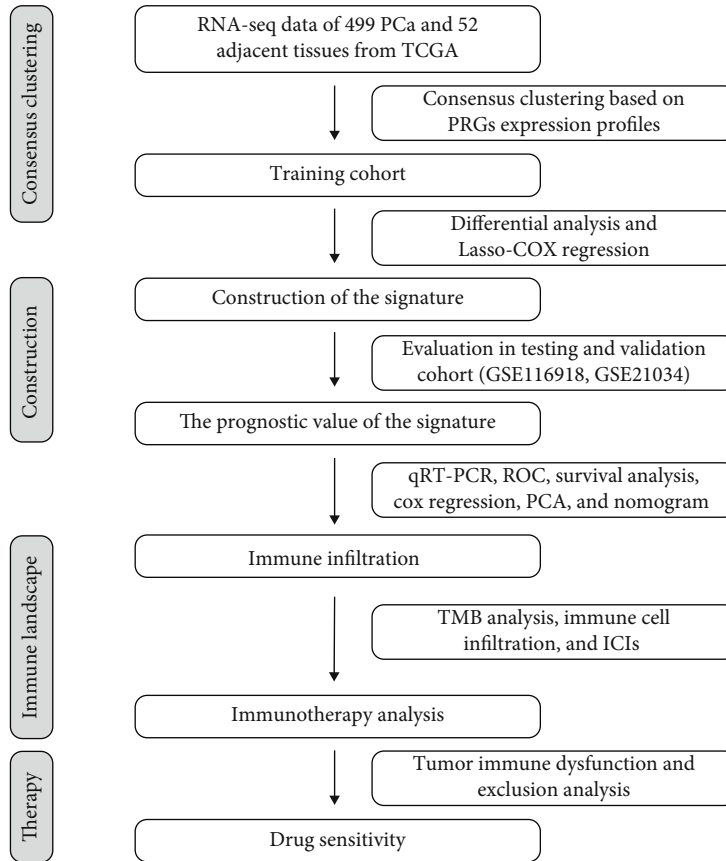 Consensus clustering
RNA-seq data of 499 PCa and 52
adjacent tissues from TCGA
Consensus clustering based on
PRGs expression profiles
Training cohort
Differential analysis and
Lasso-COX regression
Construction
Construction of the signature
Evaluation in testing and validation
cohort (GSE116918, GSE21034)
The prognostic value of the signature
qRT-PCR, ROC, survival analysis,
cox regression, PCA, and nomogram
Immune landscape
Immune infiltration
TMB analysis, immune cell
infiltration, and ICIs
Immunotherapy analysis
Therapy
Tumor immune dysfunction and
exclusion analysis
Drug sensitivity